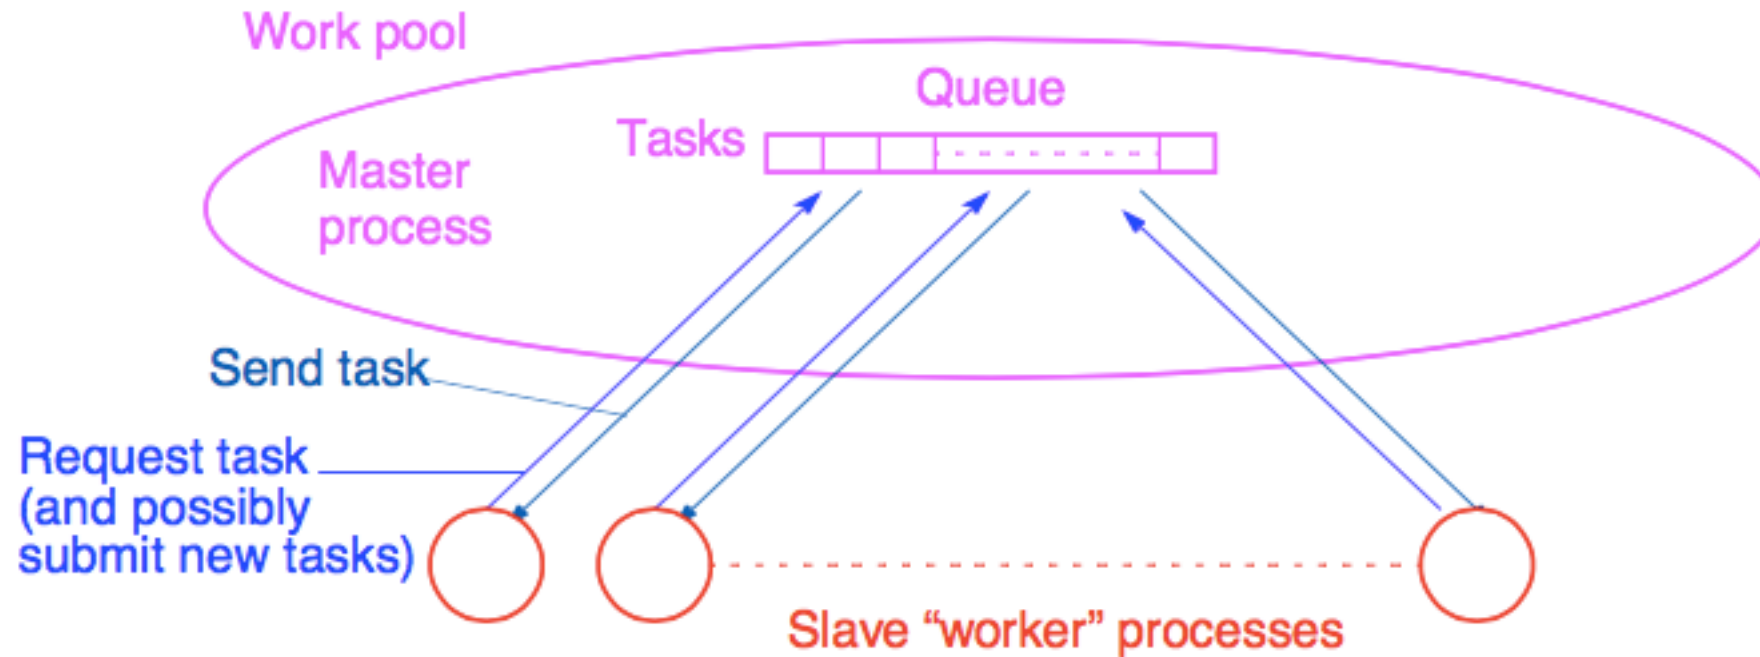 Work pool
Queue
Tasks
Master
process
Send task
Request task
(and possibly
submit new tasks)
Slave “worker” processes